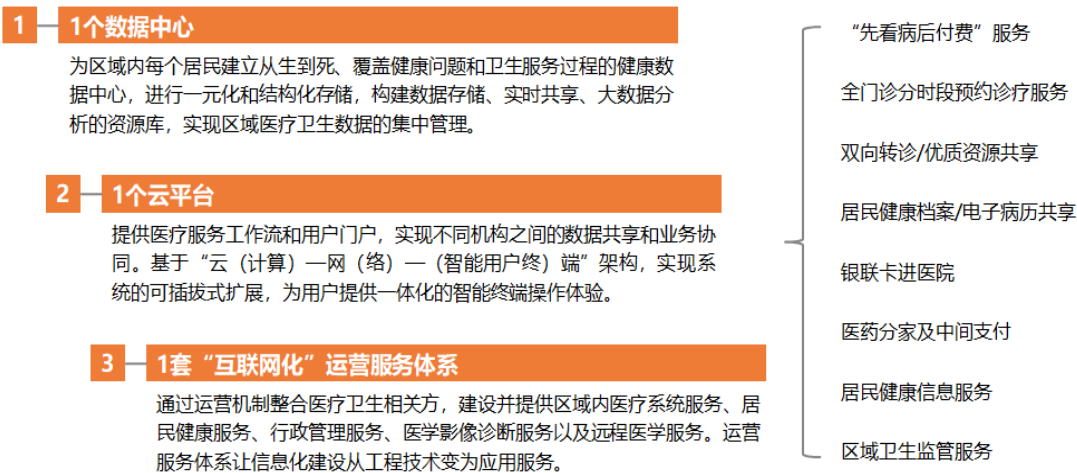 1
1个数据中心
为区域内每个居民建立从生到死、覆盖健康问题和卫生服务过程的健康数
据中心，进行一元化和结构化存储，构建数据存储、实时共享、大数据分
析的资源库，实现区域医疗卫生数据的集中管理。
2
1个云平台
提供医疗服务工作流和用户门户，实现不同机构之间的数据共享和业务协
同。基于“云（计算）—网（络）—（智能用户终）端”架构，实现系
统的可插拔式扩展，为用户提供一体化的智能终端操作体验。
3
1套“互联网化”运营服务体系
通过运营机制整合医疗卫生相关方，建设并提供区域内医疗系统服务、居
民健康服务、行政管理服务、医学影像诊断服务以及远程医学服务。运营
服务体系让信息化建设从工程技术变为应用服务。
“先看病后付费”服务
全门诊分时段预约诊疗服务
双向转诊/优质资源共享
居民健康档案/电子病历共享
银联卡进医院
医药分家及中间支付
居民健康信息服务
区域卫生监管服务